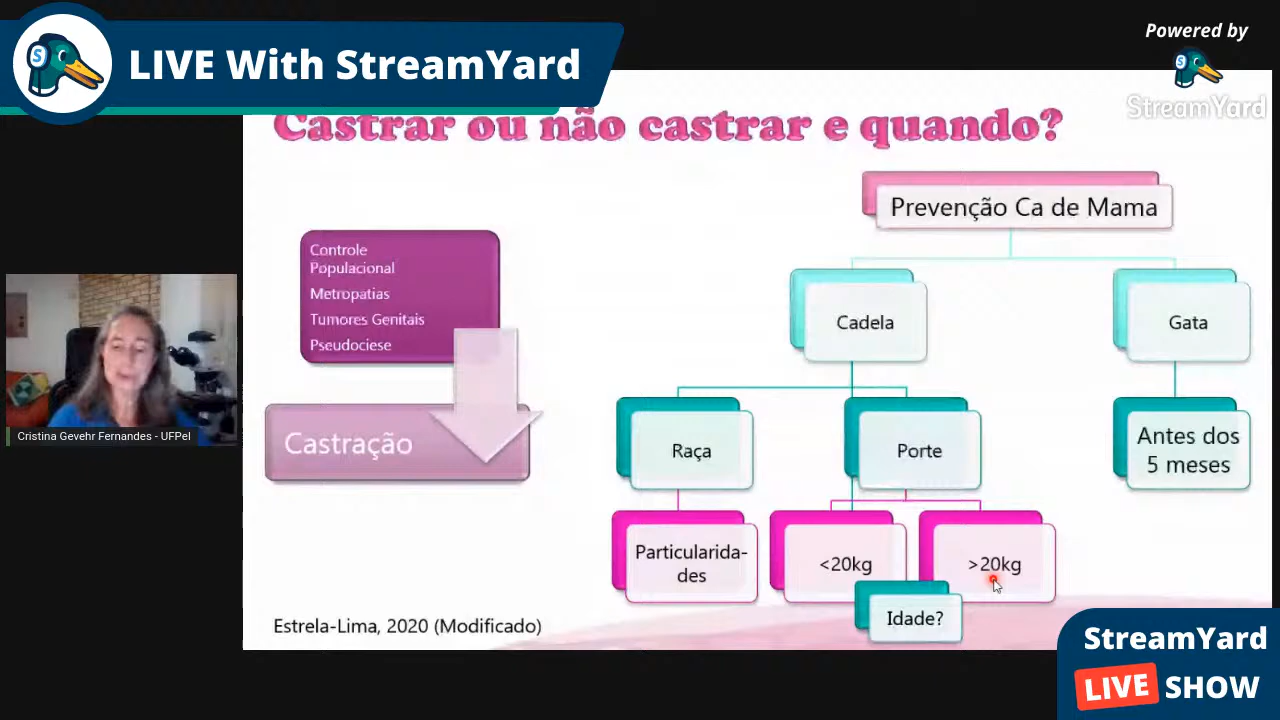 LIVE With StreamYard
Powered by
StreamYard
Castrar ou não castrar e quando?
Prevenção Ca de Mama
Controle
Populacional
Metropatias
Tumores Genitais
Pseudociese
Castração
Cadela
Gata
Raça
Porte
Antes dos
5 meses
Particularida-
des
<20kg
>20kg
Idade?
Estrela-Lima, 2020 (Modificado)
Cristina Gevehr Fernandes - UFPel
StreamYard
LIVE SHOW